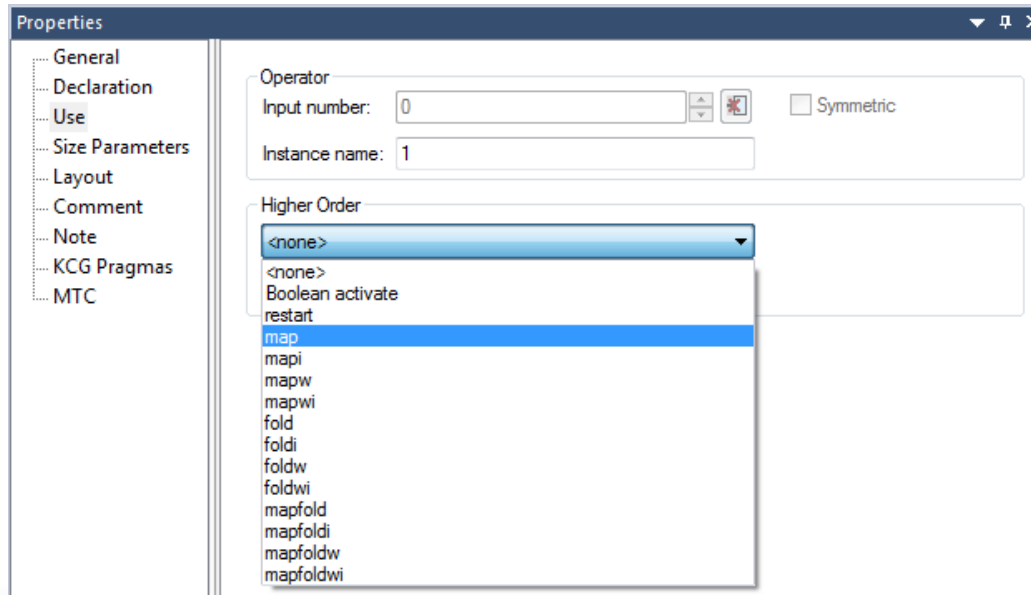 Properties
General
Declaration
Use
Size Parameters
Layout
Comment
Note
KCG Pragmas
MTC
Operator
Input number: 0 Symmetric
Instance name: 1
Higher Order
<none>
<none>
Boolean activate
restart
map
mapi
mapw
mapwi
fold
foldi
foldw
foldwi
mapfold
mapfoldi
mapfoldw
mapfoldwi